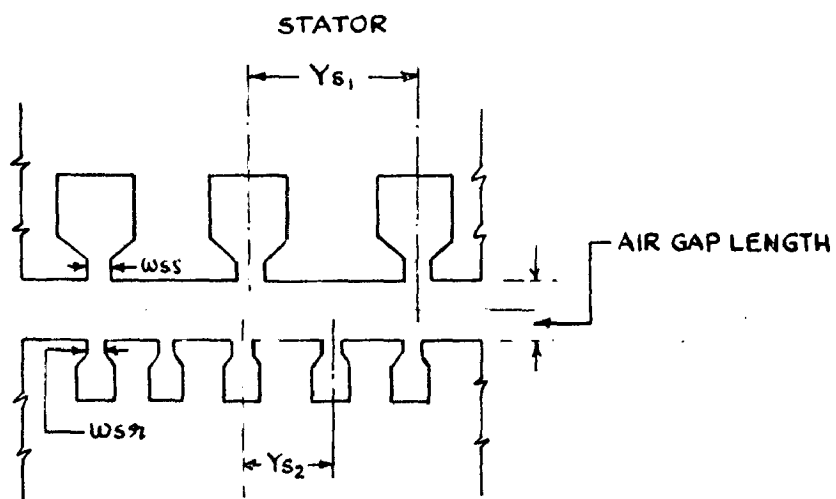 STATOR
Ys₁
AIR GAP LENGTH
wss
wsr
Ys₂